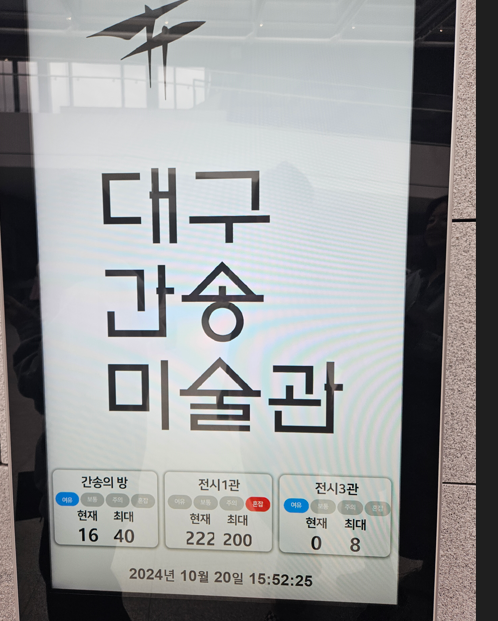 대구
간송
미술관
간송의 방
여유 보통 주의 혼잡
현재 최대
16 40
전시1관
여유 보통 주의 혼잡
현재 최대
222 200
전시3관
여유 보통 주의 혼잡
현재 최대
0 8
2024년 10월 20일 15:52:25